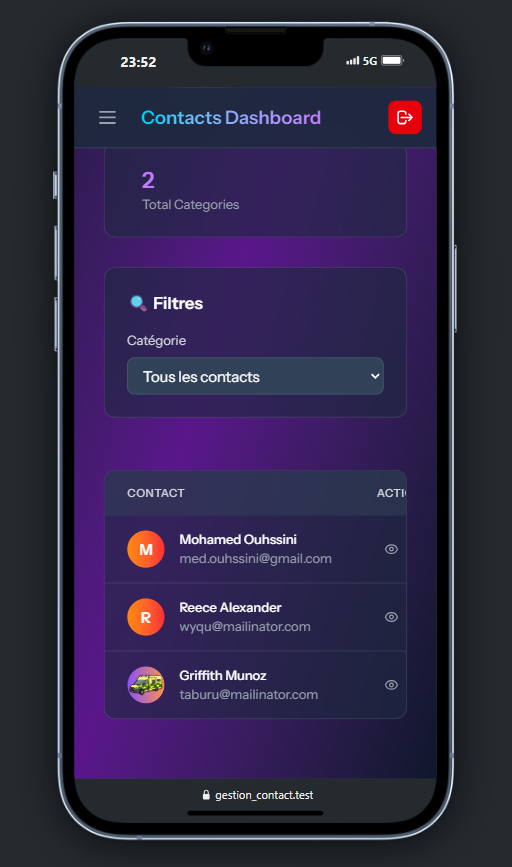 23:52
5G
Contacts Dashboard
2
Total Categories
Filtres
Catégorie
Tous les contacts
CONTACT ACTI
M
Mohamed Ouhssini
med.ouhssini@gmail.com
R
Reece Alexander
wyqu@mailinator.com
Griffith Munoz
taburu@mailinator.com
gestion_contact.test